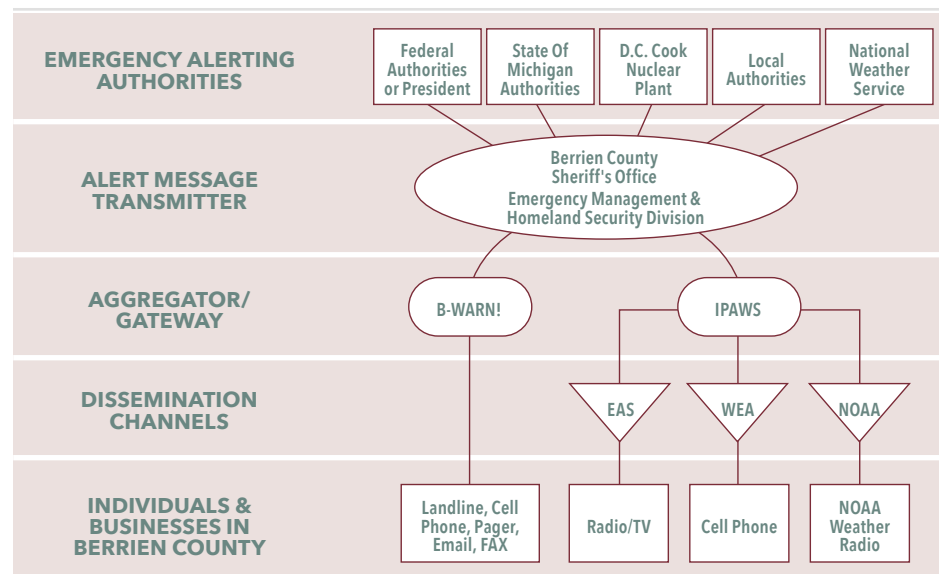 EMERGENCY ALERTING
AUTHORITIES
Federal
Authorities
or President
State Of
Michigan
Authorities
D.C. Cook
Nuclear
Plant
Local
Authorities
National
Weather
Service
ALERT MESSAGE
TRANSMITTER
Berrien County
Sheriff's Office
Emergency Management &
Homeland Security Division
AGGREGATOR/
GATEWAY
B-WARN!
IPAWS
DISSEMINATION
CHANNELS
EAS
WEA
NOAA
INDIVIDUALS &
BUSINESSES IN
BERRIEN COUNTY
Landline, Cell
Phone, Pager,
Email, FAX
Radio/TV
Cell Phone
NOAA
Weather
Radio